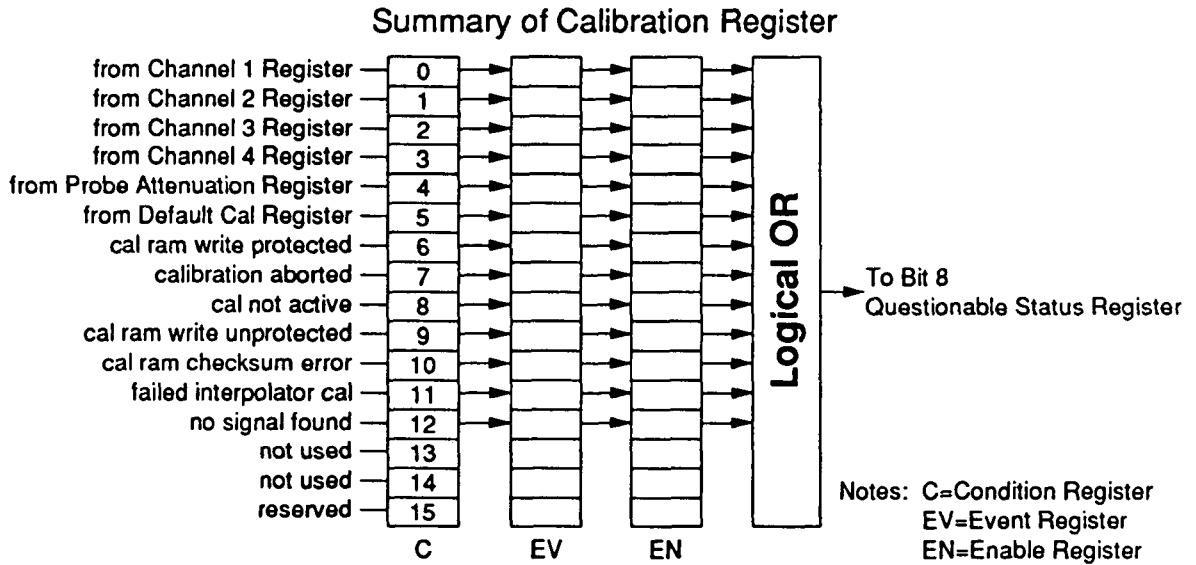 Summary of Calibration Register
from Channel 1 Register 0
from Channel 2 Register 1
from Channel 3 Register 2
from Channel 4 Register 3
from Probe Attenuation Register 4
from Default Cal Register 5
cal ram write protected 6
calibration aborted 7
cal not active 8
cal ram write unprotected 9
cal ram checksum error 10
failed interpolator cal 11
no signal found 12
not used 13
not used 14
reserved 15
C EV EN
Logical OR
To Bit 8
Questionable Status Register
Notes: C=Condition Register
EV=Event Register
EN=Enable Register